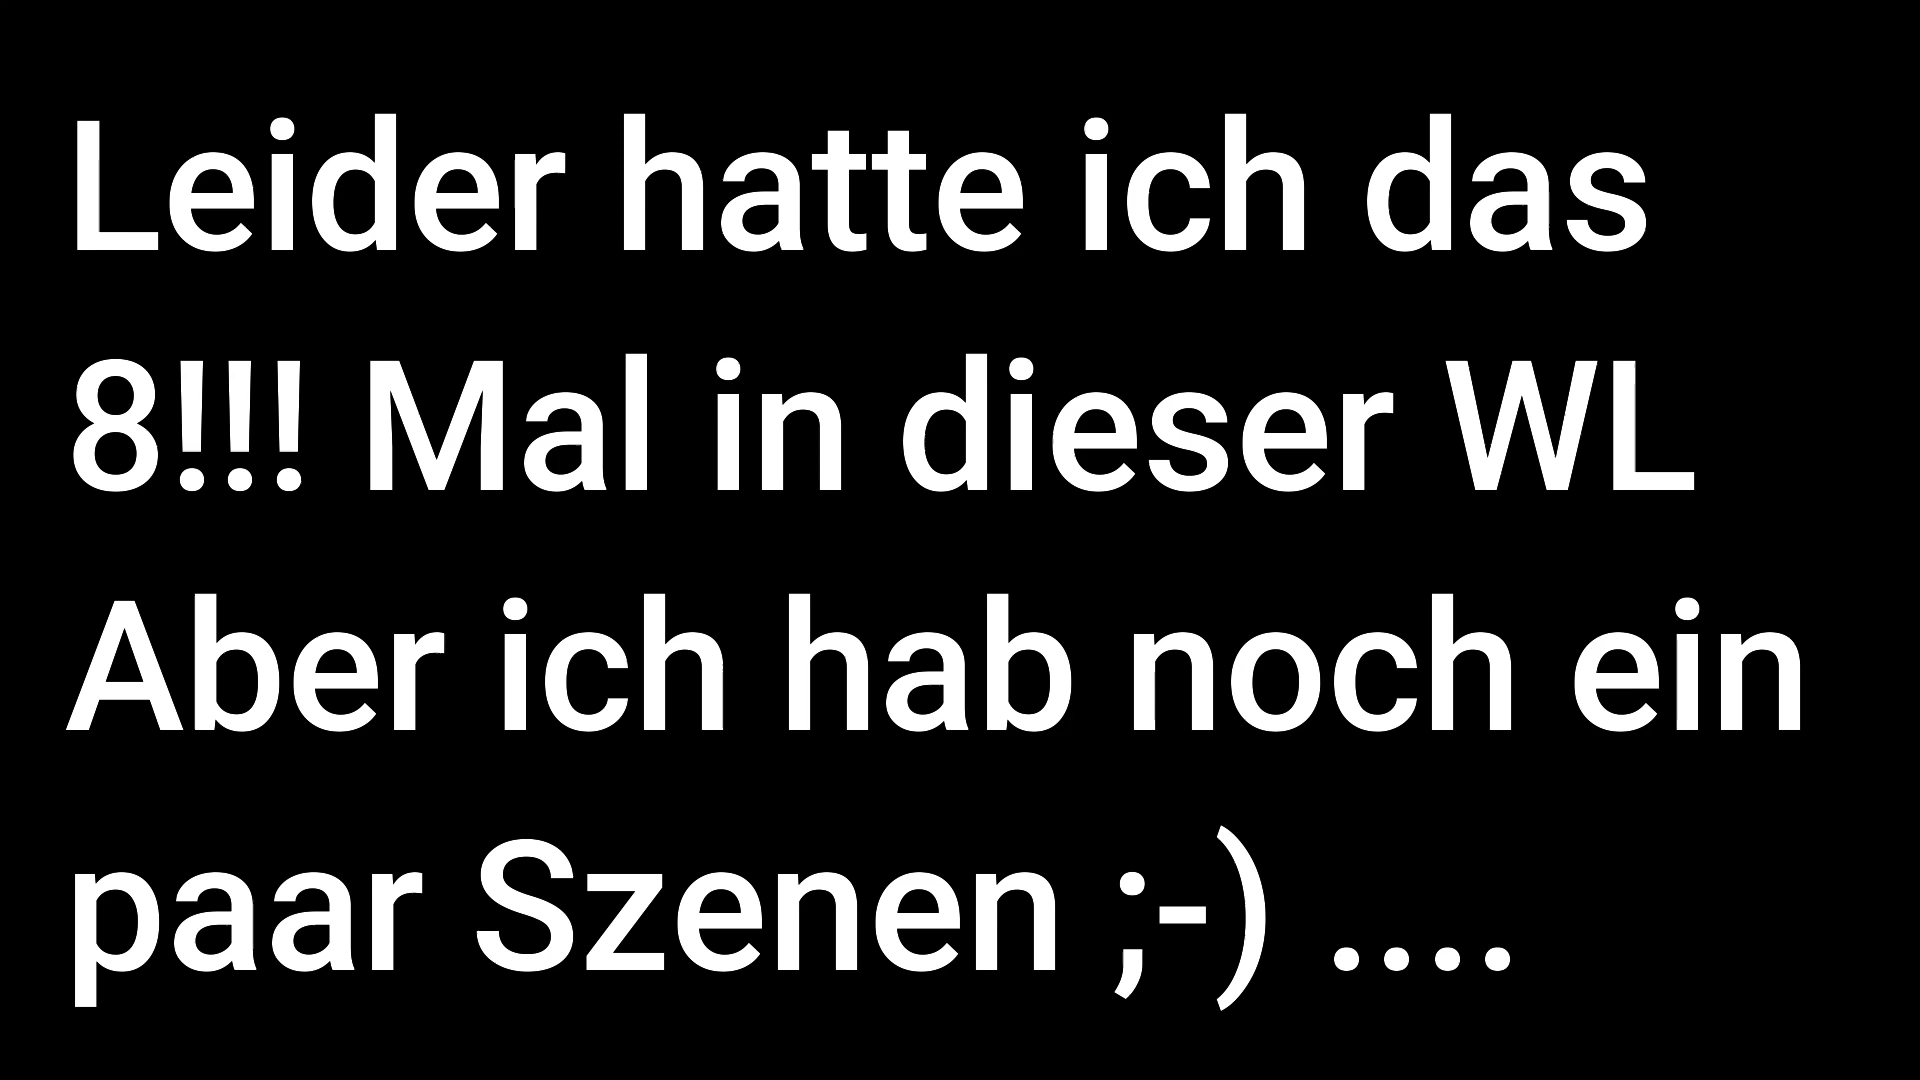 Leider hatte ich das
8!!! Mal in dieser WL
Aber ich hab noch ein
paar Szenen ;-) ....